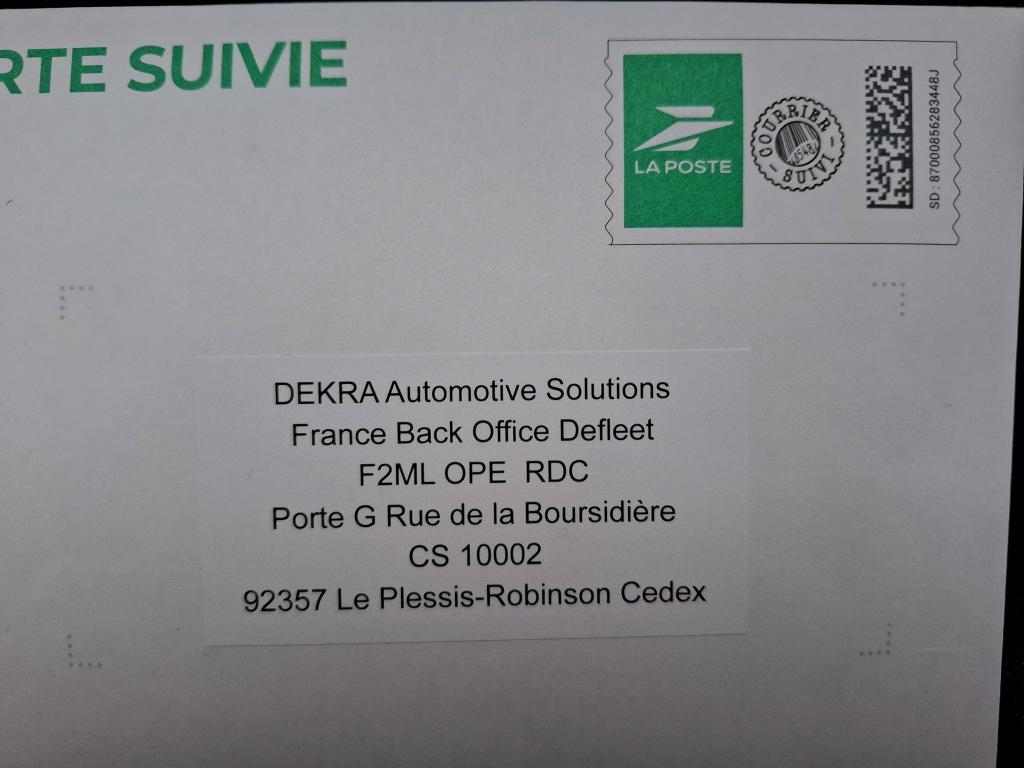 RTE SUIVIE
LA POSTE
COURRIER
SUIVI
SD : 87000856283448J
DEKRA Automotive Solutions
France Back Office Defleet
F2ML OPE RDC
Porte G Rue de la Boursidière
CS 10002
92357 Le Plessis-Robinson Cedex